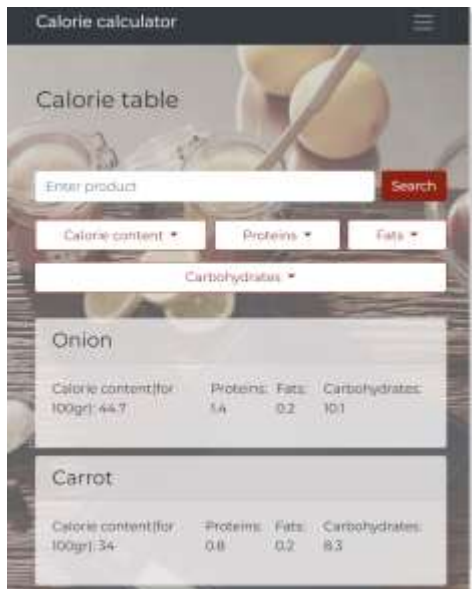 Calorie calculator
Calorie table
Enter product
Search
Calorie content
Proteins
Fats
Carbohydrates
Onion
Calorie content(for Proteins: Fats: Carbohydrates:
100gr): 44.7 1.4 0.2 10.1
Carrot
Calorie content(for Proteins: Fats: Carbohydrates:
100gr): 34 0.8 0.2 8.3